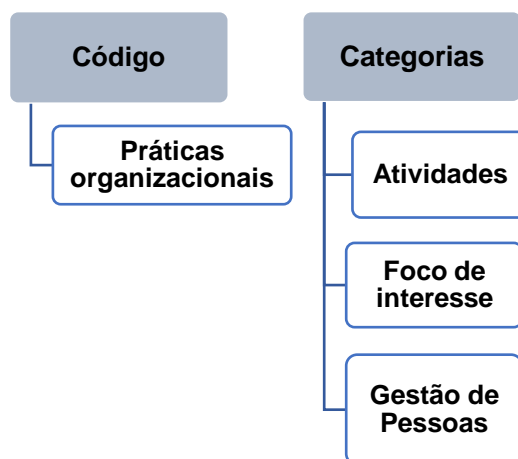 Código
Práticas
organizacionais
Categorias
Atividades
Foco de
interesse
Gestão de
Pessoas